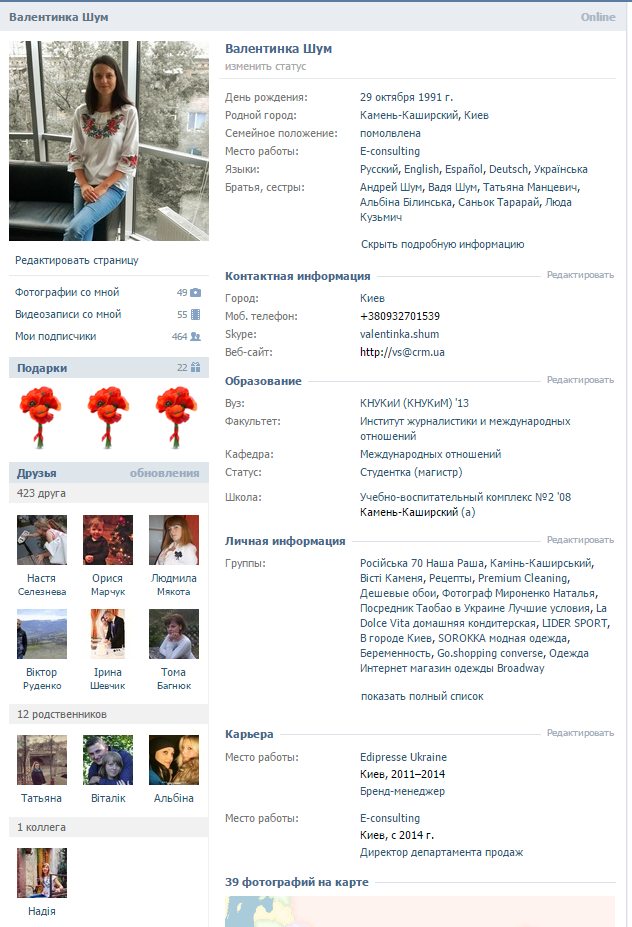 Валентинка Шум
Online
Валентинка Шум
изменить статус
День рождения: 29 октября 1991 г.
Родной город: Камень-Каширский, Киев
Семейное положение: помолвлена
Место работы: E-consulting
Языки: Русский, English, Español, Deutsch, Українська
Братья, сестры: Андрей Шум, Вадя Шум, Татьяна Манцевич,
Альбіна Білинська, Саньок Тарарай, Люда
Кузьмич
Скрыть подробную информацию
Редактировать страницу
Фотографии со мной 49
Видеозаписи со мной 55
Мои подписчики 464
Подарки 22
Друзья обновления
423 друга
Настя Селезнева
Орися Марчук
Людмила Мякота
Віктор Руденко
Ірина Шевчик
Тома Багнюк
12 родственников
Татьяна
Віталік
Альбіна
1 коллега
Надія
Контактная информация Редактировать
Город: Киев
Моб. телефон: +380932701539
Skype: valentinka.shum
Веб-сайт: http://vs@crm.ua
Образование Редактировать
Вуз: КНУКиИ (КНУКиМ) '13
Факультет: Институт журналистики и международных
отношений
Кафедра: Международных отношений
Статус: Студентка (магистр)
Школа: Учебно-воспитательный комплекс №2 '08
Камень-Каширский (а)
Личная информация Редактировать
Группы: Російська 70 Наша Раша, Камінь-Каширський,
Вісті Каменя, Рецепты, Premium Cleaning,
Дешевые обои, Фотограф Мироненко Наталья,
Посредник Таобао в Украине Лучшие условия, La
Dolce Vita домашняя кондитерская, LIDER SPORT,
В городе Киев, SOROKKA модная одежда,
Беременность, Go.shopping converse, Одежда
Интернет магазин одежды Broadway
показать полный список
Карьера Редактировать
Место работы: Edipresse Ukraine
Киев, 2011–2014
Бренд-менеджер
Место работы: E-consulting
Киев, с 2014 г.
Директор департамента продаж
39 фотографий на карте